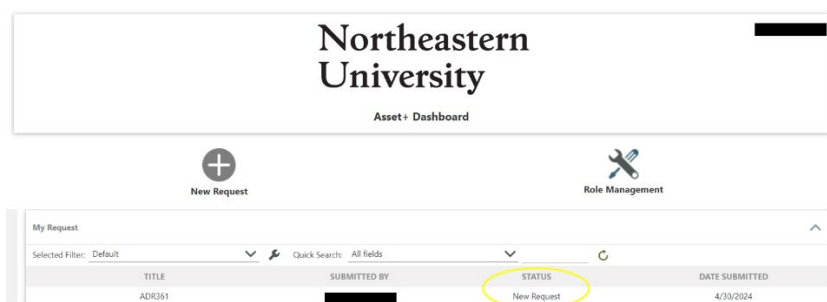 Northeastern
University
Asset+ Dashboard
New Request Role Management
My Request
Selected Filter: Default Quick Search: All fields
TITLE SUBMITTED BY STATUS DATE SUBMITTED
ADR361 New Request 4/30/2024